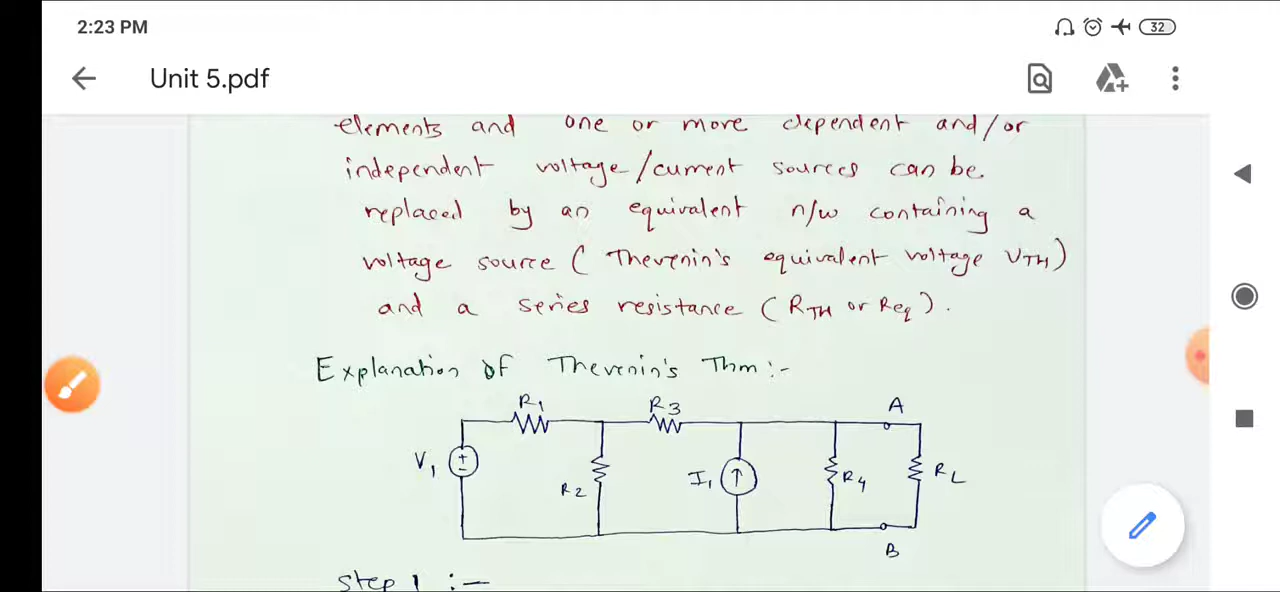 2:23 PM
32
Unit 5.pdf
elements and one or more dependent and/or
independent voltage/current sources can be
replaced by an equivalent n/w containing a
voltage source (Thevenin's equivalent voltage VTH)
and a series resistance (RTH or Req).
Explanation of Thevenin's Thm:-
R1 R3 A
V1 R2 I1 R4 RL
B
Step 1 :-